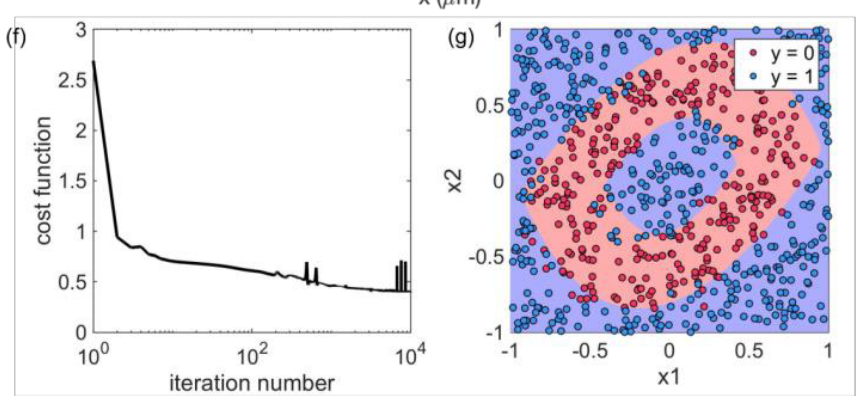 x (μm)
(f)
3
2.5
2
1.5
1
0.5
0
cost function
10^0
10^2
10^4
iteration number
(g)
1
0.5
0
-0.5
-1
x2
y = 0
y = 1
-1
-0.5
0
0.5
1
x1